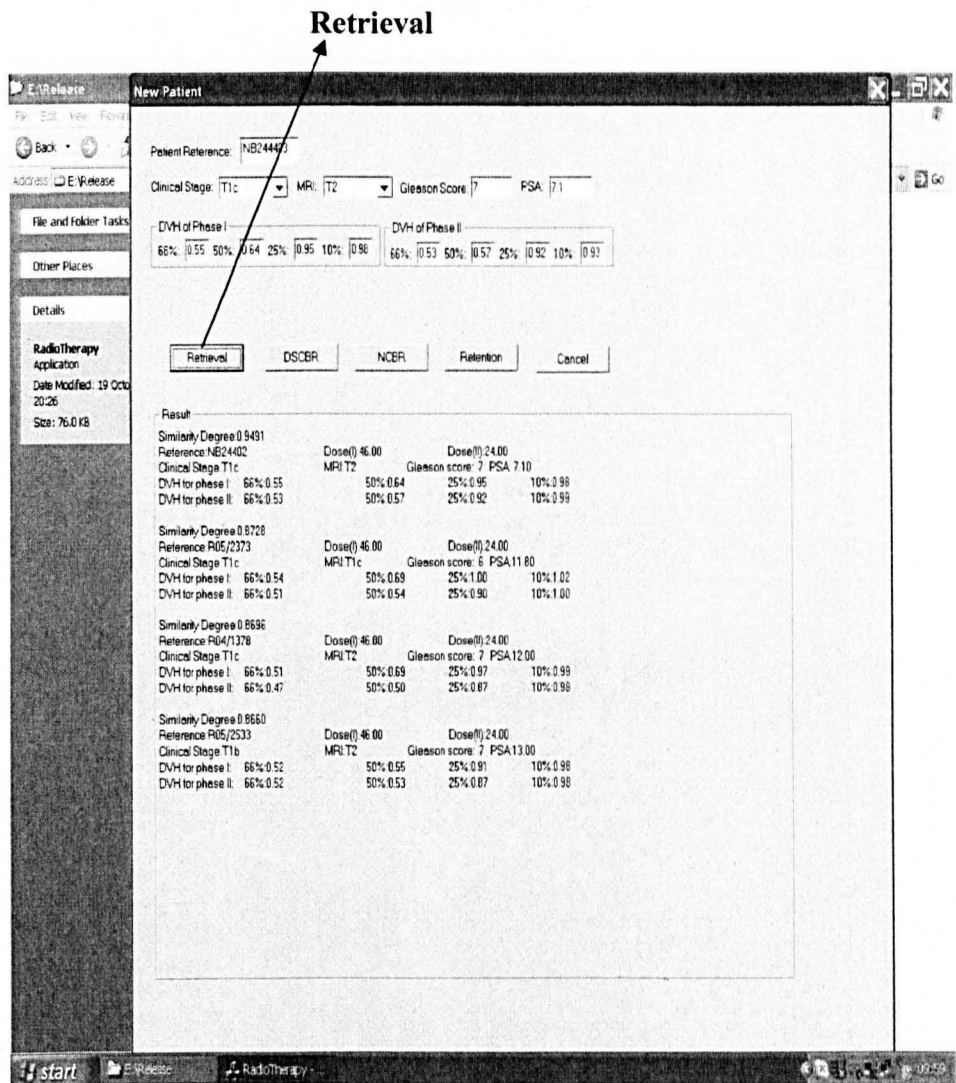 Retrieval
E:\Release
New Patient
File Edit View
Back
Patient Reference: NB244423
Address E:\Release
Go
Clinical Stage: T1c MRI: T2 Gleason Score: 7 PSA: 7.1
File and Folder Tasks
DVH of Phase I
DVH of Phase II
66%: 0.55 50%: 0.64 25%: 0.95 10%: 0.98
66%: 0.53 50%: 0.57 25%: 0.92 10%: 0.93
Other Places
Details
RadioTherapy
Application
Date Modified: 19 Octo
20:26
Size: 76.0 KB
Retrieval DSCBR NCBR Retention Cancel
Result
Similarity Degree:0.9491
Reference:NB24402 Dose(I):46.00 Dose(II):24.00
Clinical Stage:T1c MRI:T2 Gleason score: 7 PSA:7.10
DVH for phase I: 66%:0.55 50%:0.64 25%:0.95 10%:0.98
DVH for phase II: 66%:0.53 50%:0.57 25%:0.92 10%:0.99
Similarity Degree:0.8728
Reference:R05/2373 Dose(I):46.00 Dose(II):24.00
Clinical Stage:T1c MRI:T1c Gleason score: 6 PSA:11.80
DVH for phase I: 66%:0.54 50%:0.69 25%:1.00 10%:1.02
DVH for phase II: 66%:0.51 50%:0.54 25%:0.90 10%:1.00
Similarity Degree:0.8696
Reference:R04/1378 Dose(I):46.00 Dose(II):24.00
Clinical Stage:T1c MRI:T2 Gleason score: 7 PSA:12.00
DVH for phase I: 66%:0.51 50%:0.69 25%:0.97 10%:0.99
DVH for phase II: 66%:0.47 50%:0.50 25%:0.87 10%:0.98
Similarity Degree:0.8660
Reference:R05/2533 Dose(I):46.00 Dose(II):24.00
Clinical Stage:T1b MRI:T2 Gleason score: 7 PSA:13.00
DVH for phase I: 66%:0.52 50%:0.55 25%:0.91 10%:0.98
DVH for phase II: 66%:0.52 50%:0.53 25%:0.87 10%:0.98
start E:\Release RadioTherapy - ... 09:59